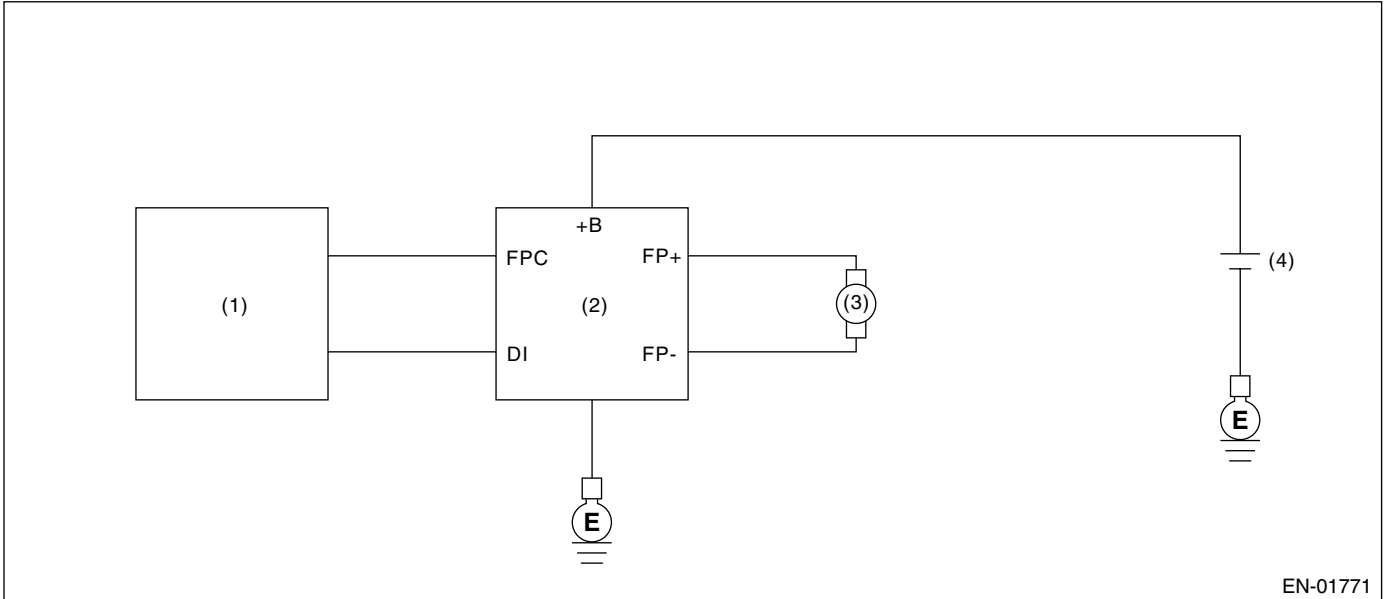 +B
FPC
FP+
(4)
(1)
(2)
(3)
DI
FP-
E
E
EN-01771